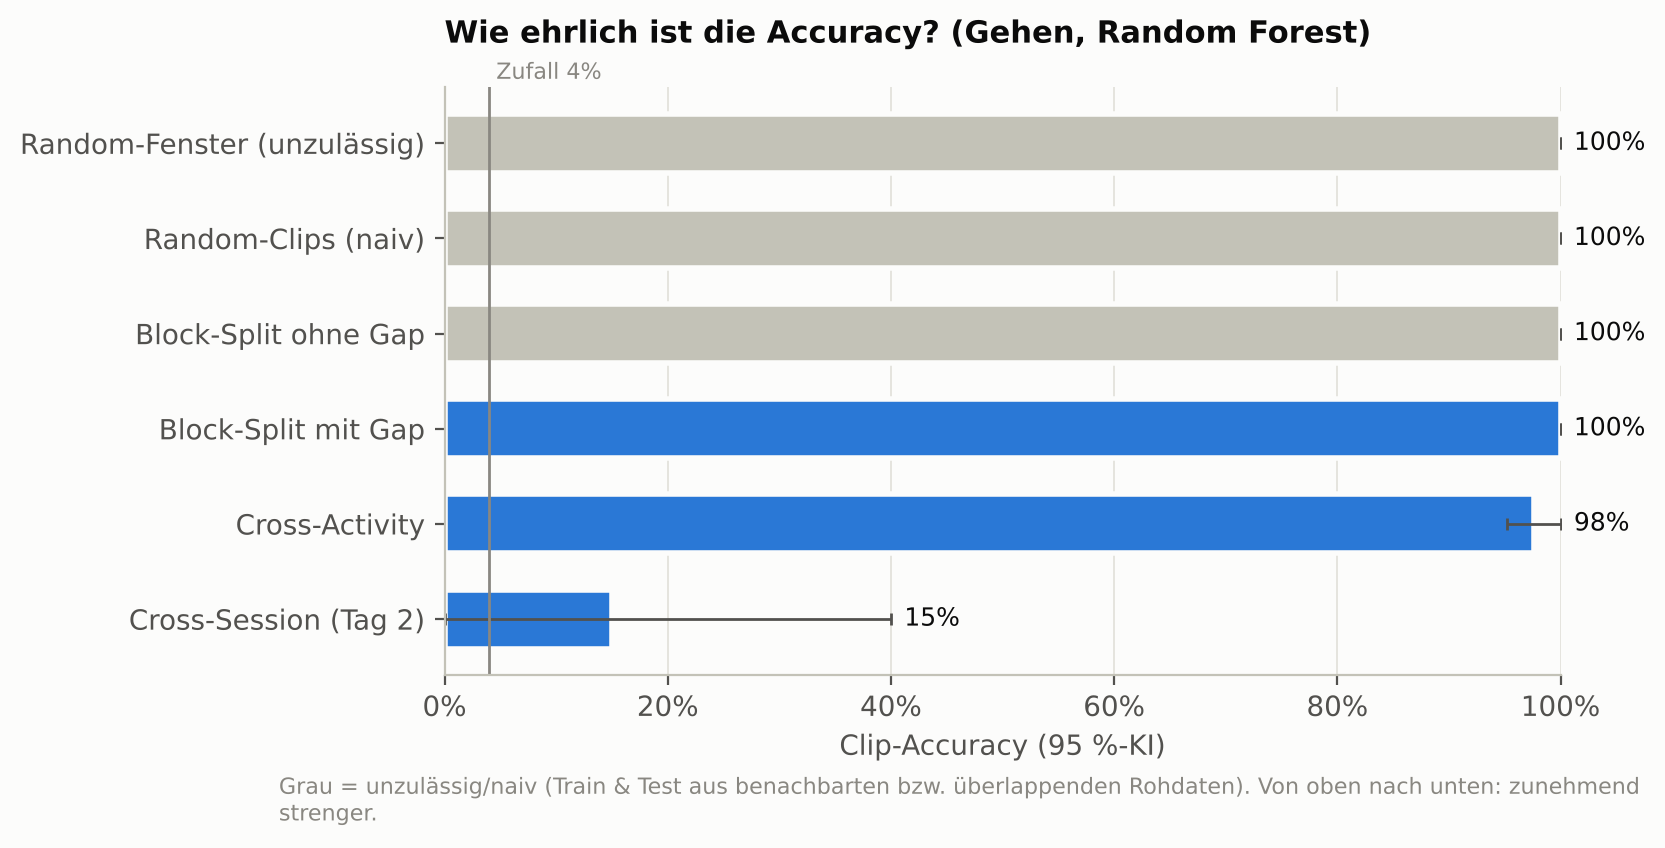 Wie ehrlich ist die Accuracy? (Gehen, Random Forest)
Zufall 4%
Random-Fenster (unzulässig)
100%
Random-Clips (naiv)
100%
Block-Split ohne Gap
100%
Block-Split mit Gap
100%
Cross-Activity
98%
Cross-Session (Tag 2)
15%
0% 20% 40% 60% 80% 100%
Clip-Accuracy (95 %-KI)
Grau = unzulässig/naiv (Train & Test aus benachbarten bzw. überlappenden Rohdaten). Von oben nach unten: zunehmend
strenger.